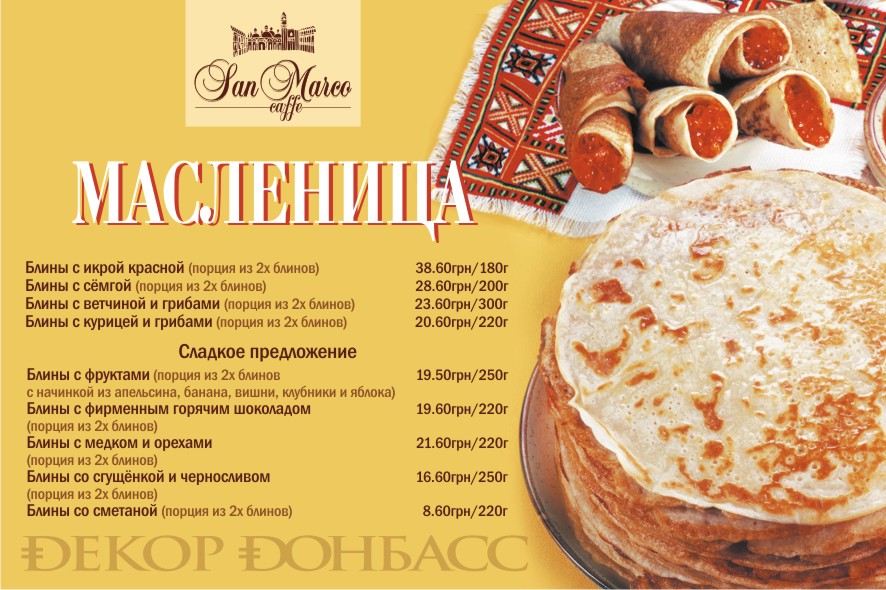 San Marco
caffe
МАСЛЕНИЦА
Блины с икрой красной (порция из 2х блинов) 38.60грн/180г
Блины с сёмгой (порция из 2х блинов) 28.60грн/200г
Блины с ветчиной и грибами (порция из 2х блинов) 23.60грн/300г
Блины с курицей и грибами (порция из 2х блинов) 20.60грн/220г
Сладкое предложение
Блины с фруктами (порция из 2х блинов 19.50грн/250г
с начинкой из апельсина, банана, вишни, клубники и яблока)
Блины с фирменным горячим шоколадом 19.60грн/220г
(порция из 2х блинов)
Блины с медком и орехами 21.60грн/220г
(порция из 2х блинов)
Блины со сгущёнкой и черносливом 16.60грн/250г
(порция из 2х блинов)
Блины со сметаной (порция из 2х блинов) 8.60грн/220г
ДЕКОР ДОНБАСС